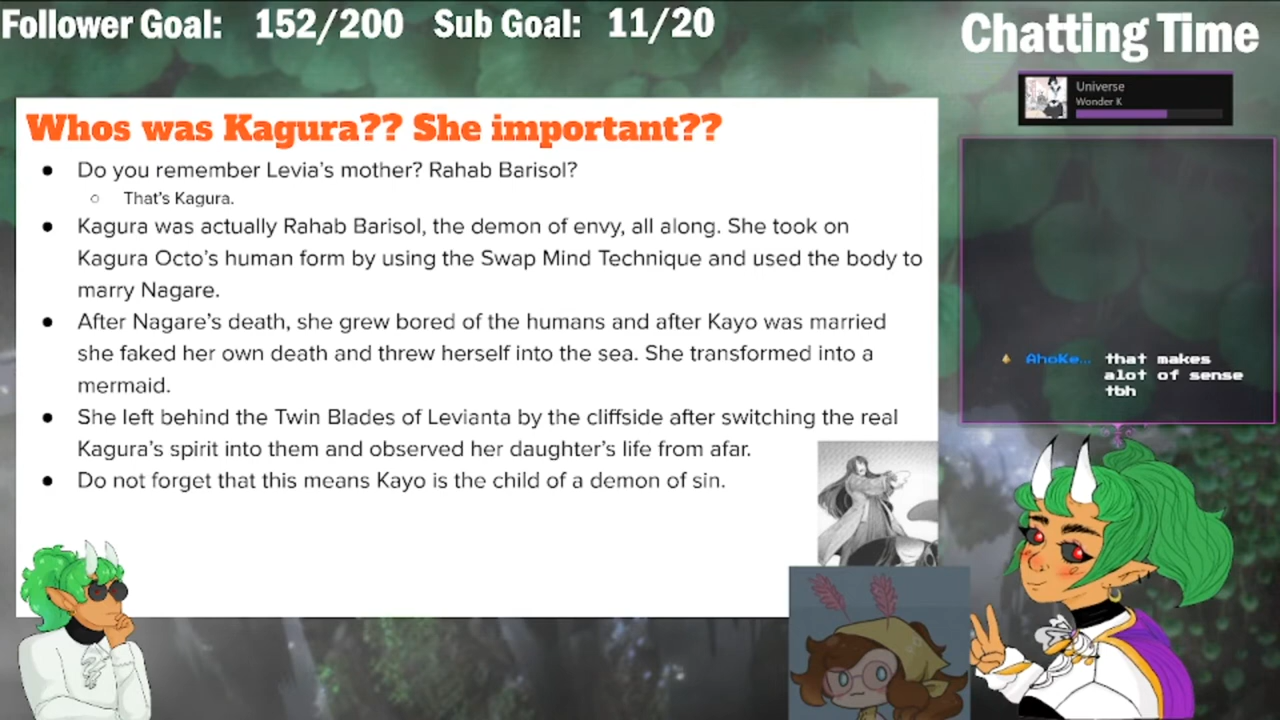 Follower Goal: 152/200 Sub Goal: 11/20
Chatting Time
Universe
Wonder K
Whos was Kagura?? She important??
● Do you remember Levia's mother? Rahab Barisol?
○ That's Kagura.
● Kagura was actually Rahab Barisol, the demon of envy, all along. She took on
Kagura Octo's human form by using the Swap Mind Technique and used the body to
marry Nagare.
● After Nagare's death, she grew bored of the humans and after Kayo was married
she faked her own death and threw herself into the sea. She transformed into a
mermaid.
● She left behind the Twin Blades of Levianta by the cliffside after switching the real
Kagura's spirit into them and observed her daughter's life from afar.
● Do not forget that this means Kayo is the child of a demon of sin.
AhoKe... that makes
alot of sense
tbh